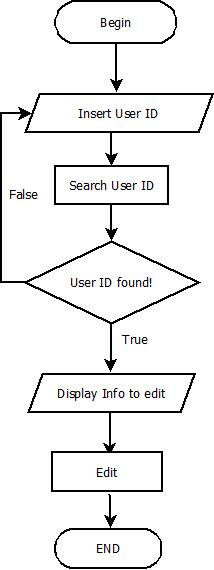 Begin
Insert User ID
Search User ID
False
User ID found!
True
Display Info to edit
Edit
END